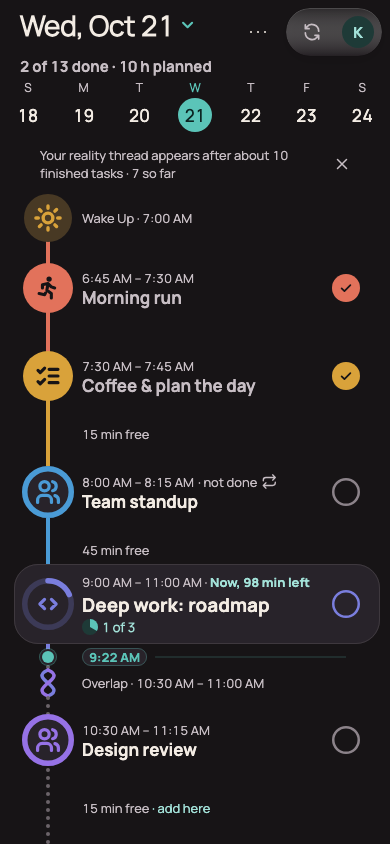 Wed, Oct 21
...
K
2 of 13 done · 10 h planned
S M T W T F S
18 19 20 21 22 23 24
Your reality thread appears after about 10
finished tasks · 7 so far
Wake Up · 7:00 AM
6:45 AM – 7:30 AM
Morning run
7:30 AM – 7:45 AM
Coffee & plan the day
15 min free
8:00 AM – 8:15 AM · not done
Team standup
45 min free
9:00 AM – 11:00 AM · Now, 98 min left
Deep work: roadmap
1 of 3
9:22 AM
Overlap · 10:30 AM – 11:00 AM
10:30 AM – 11:15 AM
Design review
15 min free · add here